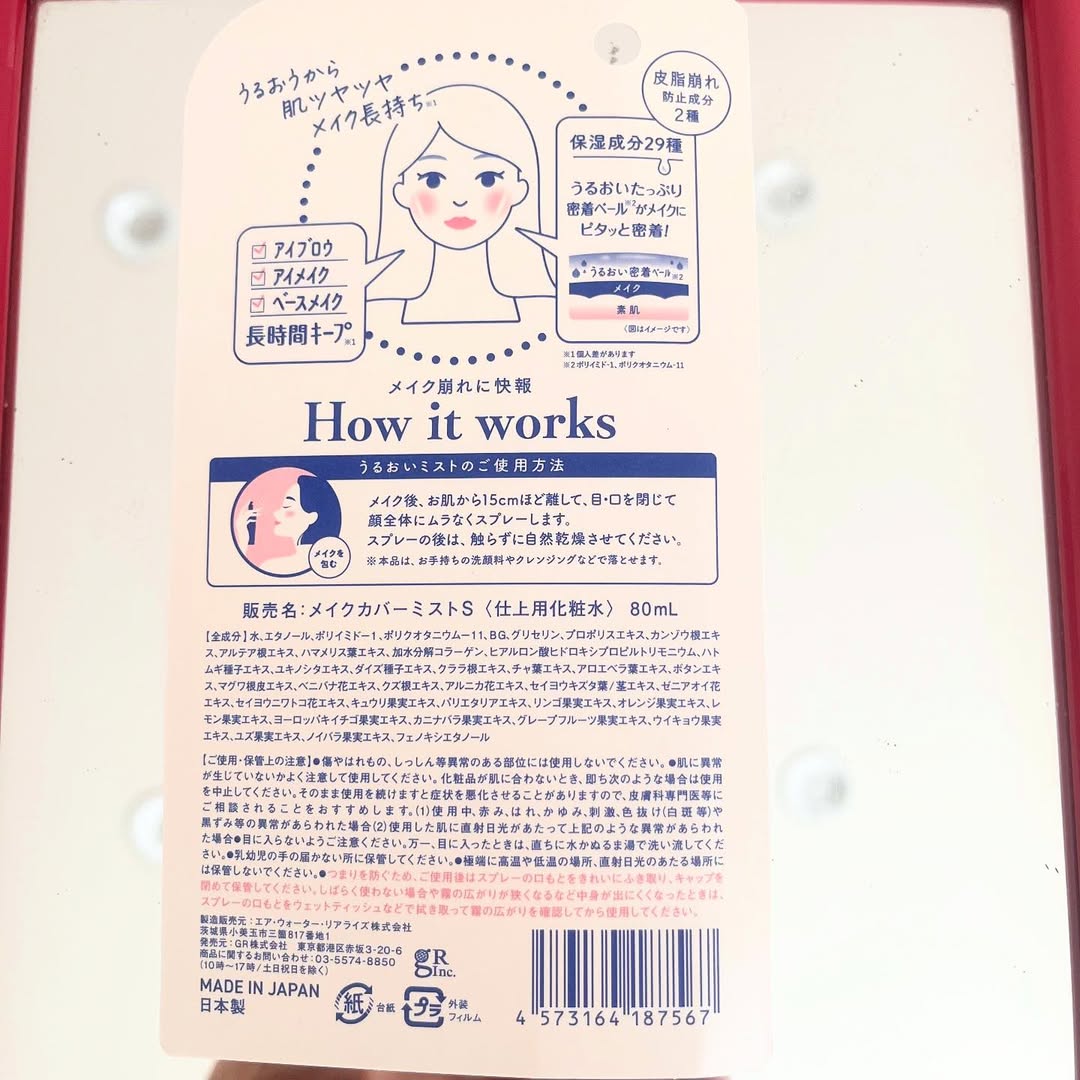 うるおうから
肌ツヤツヤ
メイク長持ち※1
皮脂崩れ
防止成分
2種
保湿成分29種
うるおいたっぷり
密着ベール※2がメイクに
ピタッと密着!
うるおい密着ベール※2
メイク
素肌
〈図はイメージです〉
アイブロウ
アイメイク
ベースメイク
長時間キープ※1
※1 個人差があります
※2 ポリイミド-1、ポリクオタニウム-11
メイク崩れに快報
How it works
うるおいミストのご使用方法
メイクを
包む
メイク後、お肌から15cmほど離して、目・口を閉じて
顔全体にムラなくスプレーします。
スプレーの後は、触らずに自然乾燥させてください。
※本品は、お手持ちの洗顔料やクレンジングなどで落とせます。
販売名:メイクカバーミストS〈仕上用化粧水〉 80mL
【全成分】水、エタノール、ポリイミドー1、ポリクオタニウムー11、BG、グリセリン、プロポリスエキス、カンゾウ根エキ
ス、アルテア根エキス、ハマメリス葉エキス、加水分解コラーゲン、ヒアルロン酸ヒドロキシプロピルトリモニウム、ハト
ムギ種子エキス、ユキノシタエキス、ダイズ種子エキス、クララ根エキス、チャ葉エキス、アロエベラ葉エキス、ボタンエキ
ス、マグワ根皮エキス、ベニバナ花エキス、クズ根エキス、アルニカ花エキス、セイヨウキズタ葉/茎エキス、ゼニアオイ花
エキス、セイヨウニワトコ花エキス、キュウリ果実エキス、パリエタリアエキス、リンゴ果実エキス、オレンジ果実エキス、レ
モン果実エキス、ヨーロッパキイチゴ果実エキス、カニナバラ果実エキス、グレープフルーツ果実エキス、ウイキョウ果実
エキス、ユズ果実エキス、ノイバラ果実エキス、フェノキシエタノール
【ご使用・保管上の注意】●傷やはれもの、しっしん等異常のある部位には使用しないでください。●肌に異常
が生じていないかよく注意して使用してください。化粧品が肌に合わないとき、即ち次のような場合は使用
を中止してください。そのまま使用を続けますと症状を悪化させることがありますので、皮膚科専門医等に
ご相談されることをおすすめします。(1)使用中、赤み、はれ、かゆみ、刺激、色抜け(白斑等)や
黒ずみ等の異常があらわれた場合(2)使用した肌に直射日光があたって上記のような異常があらわれ
た場合●目に入らないようご注意ください。万一、目に入ったときは、直ちに水かぬるま湯で洗い流してくだ
さい。●乳幼児の手の届かない所に保管してください。●極端に高温や低温の場所、直射日光のあたる場所に
は保管しないでください。●つまりを防ぐため、ご使用後はスプレーの口もとをきれいにふき取り、キャップを
閉めて保管してください。しばらく使わない場合や霧の広がりが狭くなるなど中身が出にくくなったときは、
スプレーの口もとをウェットティッシュなどで拭き取って霧の広がりを確認してから使用してください。
製造販売元:エア・ウォーター・リアライズ株式会社
茨城県小美玉市三箇817番地1
発売元:GR株式会社 東京都港区赤坂3-20-6
商品に関するお問い合わせ:03-5574-8850
(10時〜17時/土日祝日を除く)
gR
Inc.
MADE IN JAPAN
日本製
紙
台紙
プラ
外装
フィルム
4 573164 187567